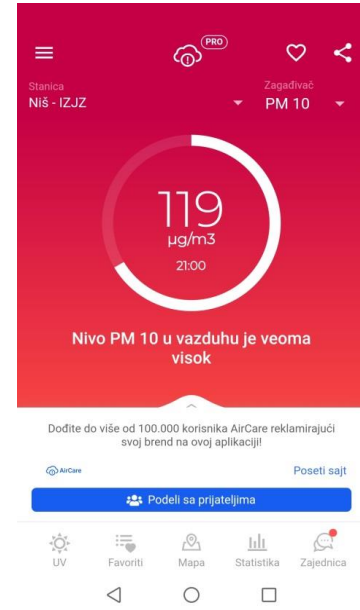 PRO
Stanica
Zagađivač
Niš - IZJZ
PM 10
119
µg/m3
21:00
Nivo PM 10 u vazduhu je veoma
visok
Dođite do više od 100.000 korisnika AirCare reklamirajući
svoj brend na ovoj aplikaciji!
AirCare
Poseti sajt
Podeli sa prijateljima
UV
Favoriti
Mapa
Statistika
Zajednica